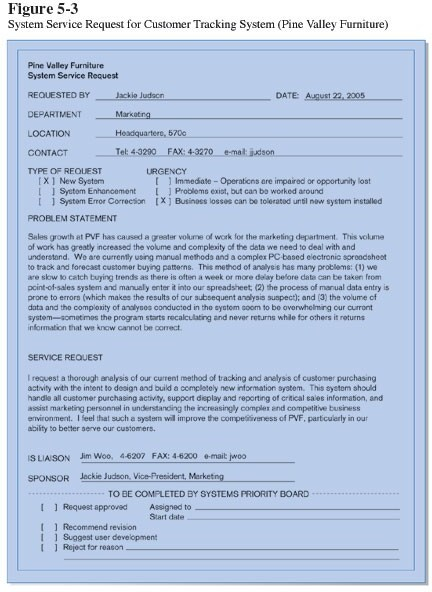 Figure 5-3
System Service Request for Customer Tracking System (Pine Valley Furniture)
Pine Valley Furniture
System Service Request
REQUESTED BY Jackie Judson DATE: August 22, 2005
DEPARTMENT Marketing
LOCATION Headquarters, 570c
CONTACT Tel: 4-3290 FAX: 4-3270 e-mail: jjudson
TYPE OF REQUEST URGENCY
[ X ] New System [ ] Immediate – Operations are impaired or opportunity lost
[ ] System Enhancement [ ] Problems exist, but can be worked around
[ ] System Error Correction [ X ] Business losses can be tolerated until new system installed
PROBLEM STATEMENT
Sales growth at PVF has caused a greater volume of work for the marketing department. This volume
of work has greatly increased the volume and complexity of the data we need to deal with and
understand. We are currently using manual methods and a complex PC-based electronic spreadsheet
to track and forecast customer buying patterns. This method of analysis has many problems: (1) we
are slow to catch buying trends as there is often a week or more delay before data can be taken from
point-of-sales system and manually enter it into our spreadsheet; (2) the process of manual data entry is
prone to errors (which makes the results of our subsequent analysis suspect); and (3) the volume of
data and the complexity of analyses conducted in the system seem to be overwhelming our current
system—sometimes the program starts recalculating and never returns while for others it returns
information that we know cannot be correct.
SERVICE REQUEST
I request a thorough analysis of our current method of tracking and analysis of customer purchasing
activity with the intent to design and build a completely new information system. This system should
handle all customer purchasing activity, support display and reporting of critical sales information, and
assist marketing personnel in understanding the increasingly complex and competitive business
environment. I feel that such a system will improve the competitiveness of PVF, particularly in our
ability to better serve our customers.
IS LIAISON Jim Woo, 4-6207 FAX: 4-6200 e-mail: jwoo
SPONSOR Jackie Judson, Vice-President, Marketing
TO BE COMPLETED BY SYSTEMS PRIORITY BOARD
[ ] Request approved Assigned to
Start date
[ ] Recommend revision
[ ] Suggest user development
[ ] Reject for reason